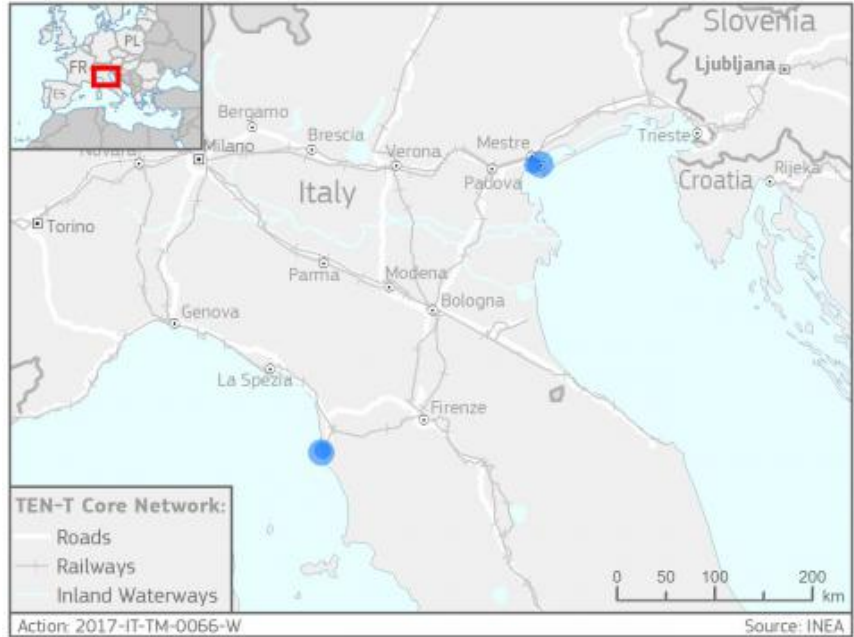 PL
FR
ES
Slovenia
Ljubljana
Bergamo
Brescia
Mestre
Trieste
Novara
Milano
Verona
Padova
Croatia
Rijeka
Italy
Torino
Parma
Modena
Bologna
Genova
La Spezia
Firenze
TEN-T Core Network:
Roads
Railways
Inland Waterways
0 50 100 200
km
Action: 2017-IT-TM-0066-W
Source: INEA